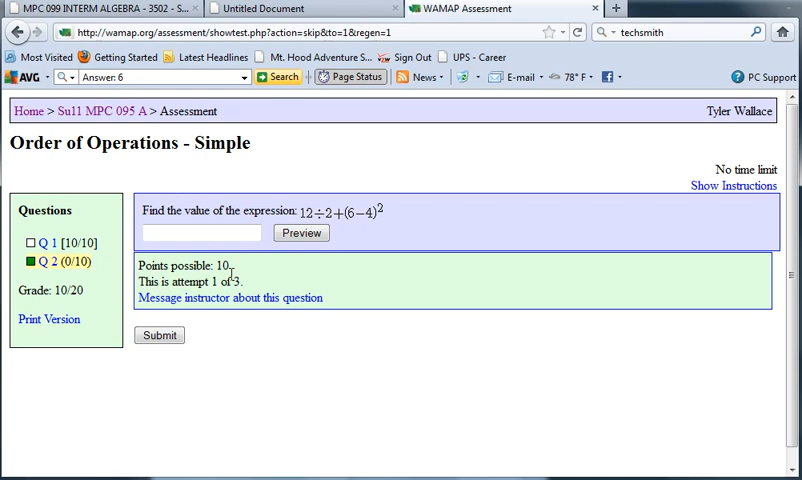 MPC 099 INTERM ALGEBRA - 3502 - S...
Untitled Document
WAMAP Assessment
http://wamap.org/assessment/showtest.php?action=skip&to=1&regen=1
techsmith
Most Visited Getting Started Latest Headlines Mt. Hood Adventure S... Sign Out UPS - Career
AVG Answer: 6 Search Page Status News E-mail 78° F PC Support
Home > Su11 MPC 095 A > Assessment
Tyler Wallace
Order of Operations - Simple
No time limit
Show Instructions
Questions
Q 1 [10/10]
Q 2 (0/10)
Grade: 10/20
Print Version
Find the value of the expression: 12÷2+(6−4)²
Preview
Points possible: 10
This is attempt 1 of 3.
Message instructor about this question
Submit